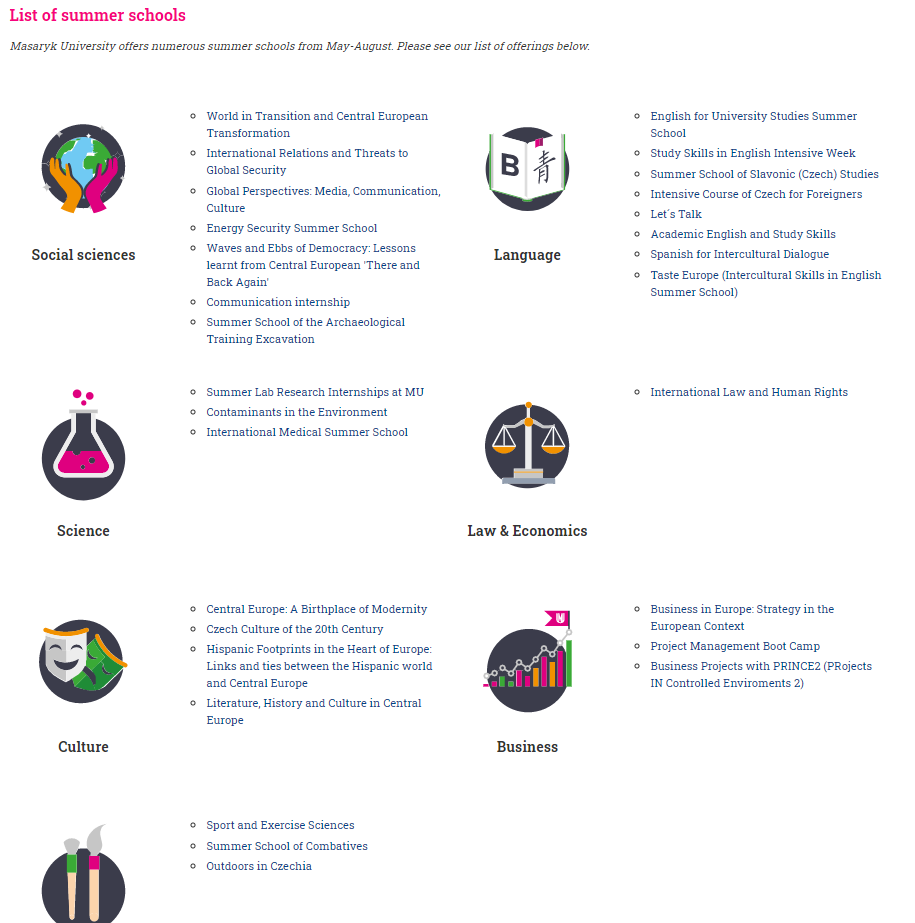 List of summer schools
Masaryk University offers numerous summer schools from May-August. Please see our list of offerings below.
World in Transition and Central European
Transformation
International Relations and Threats to
Global Security
Global Perspectives: Media, Communication,
Culture
Energy Security Summer School
Waves and Ebbs of Democracy: Lessons
learnt from Central European 'There and
Back Again'
Communication internship
Summer School of the Archaeological
Training Excavation
Social sciences
B 青
English for University Studies Summer
School
Study Skills in English Intensive Week
Summer School of Slavonic (Czech) Studies
Intensive Course of Czech for Foreigners
Let´s Talk
Academic English and Study Skills
Spanish for Intercultural Dialogue
Taste Europe (Intercultural Skills in English
Summer School)
Language
Summer Lab Research Internships at MU
Contaminants in the Environment
International Medical Summer School
Science
International Law and Human Rights
Law & Economics
Central Europe: A Birthplace of Modernity
Czech Culture of the 20th Century
Hispanic Footprints in the Heart of Europe:
Links and ties between the Hispanic world
and Central Europe
Literature, History and Culture in Central
Europe
Culture
Business in Europe: Strategy in the
European Context
Project Management Boot Camp
Business Projects with PRINCE2 (PRojects
IN Controlled Enviroments 2)
Business
Sport and Exercise Sciences
Summer School of Combatives
Outdoors in Czechia